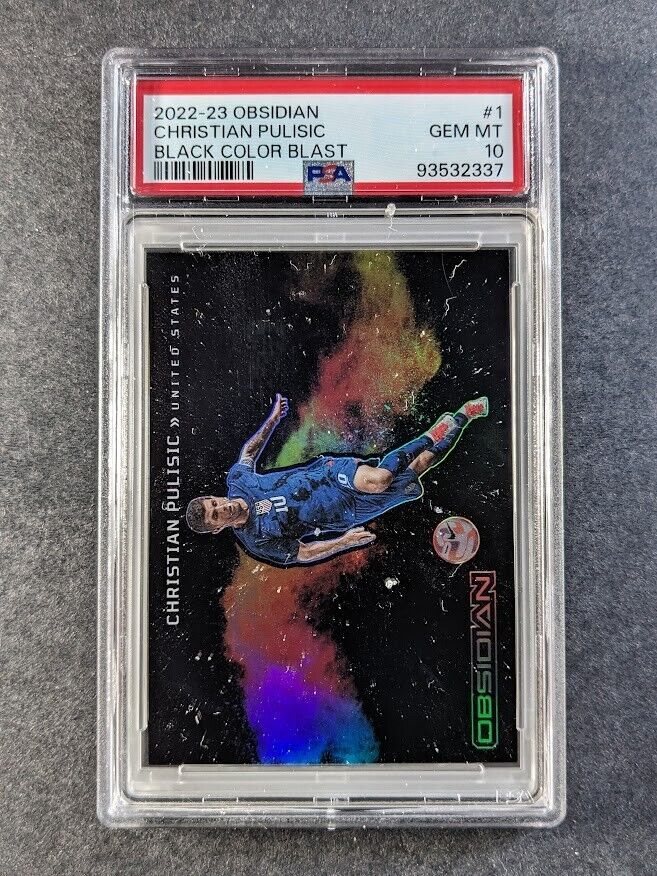 2022-23 OBSIDIAN #1
CHRISTIAN PULISIC GEM MT
BLACK COLOR BLAST 10
PSA 93532337
CHRISTIAN PULISIC » UNITED STATES
10
OBSIDIAN